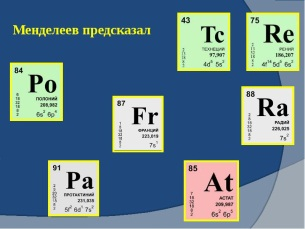 Менделеев предсказал
43
Tc
ТЕХНЕЦИЙ
97,907
4d⁵ 5s²
75
Re
РЕНИЙ
186,207
4f¹⁴ 5d⁵ 6s²
84
Po
ПОЛОНИЙ
208,982
6s² 6p⁴
87
Fr
ФРАНЦИЙ
223,019
7s¹
88
Ra
РАДИЙ
226,025
7s²
91
Pa
ПРОТАКТИНИЙ
231,035
5f² 6d¹ 7s²
85
At
АСТАТ
209,987
6s² 6p⁵